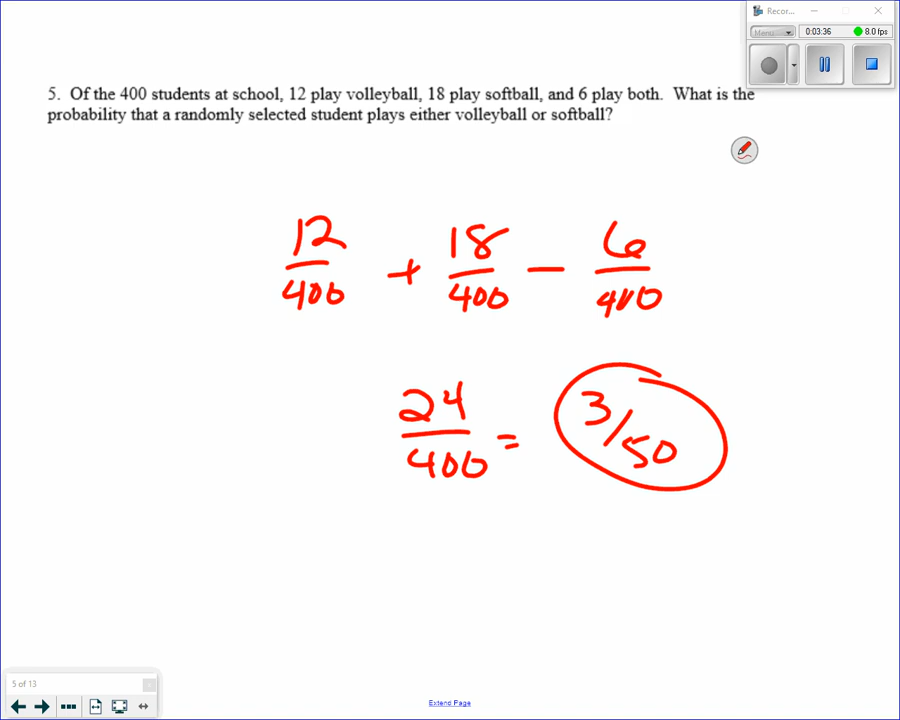 Recor...
Menu
0:03:36
8.0 fps
5. Of the 400 students at school, 12 play volleyball, 18 play softball, and 6 play both. What is the
probability that a randomly selected student plays either volleyball or softball?
12/400 + 18/400 - 6/400
24/400 = 3/50
5 of 13
Extend Page